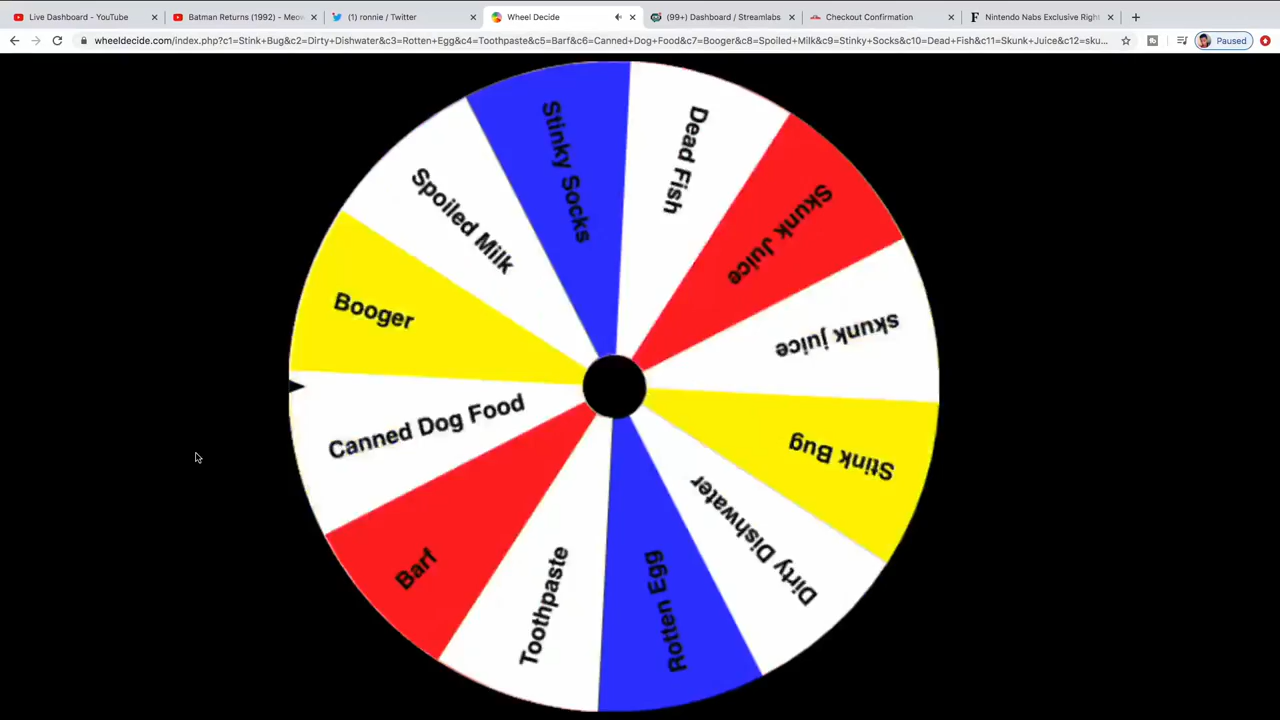 Live Dashboard - YouTube
Batman Returns (1992) - Meow
(1) ronnie / Twitter
Wheel Decide
(99+) Dashboard / Streamlabs
Checkout Confirmation
Nintendo Nabs Exclusive Right
wheeldecide.com/index.php?c1=Stink+Bug&c2=Dirty+Dishwater&c3=Rotten+Egg&c4=Toothpaste&c5=Barf&c6=Canned+Dog+Food&c7=Booger&c8=Spoiled+Milk&c9=Stinky+Socks&c10=Dead+Fish&c11=Skunk+Juice&c12=sku...
Paused
Stinky Socks
Dead Fish
Skunk Juice
skunk juice
Stink Bug
Dirty Dishwater
Rotten Egg
Toothpaste
Barf
Canned Dog Food
Booger
Spoiled Milk